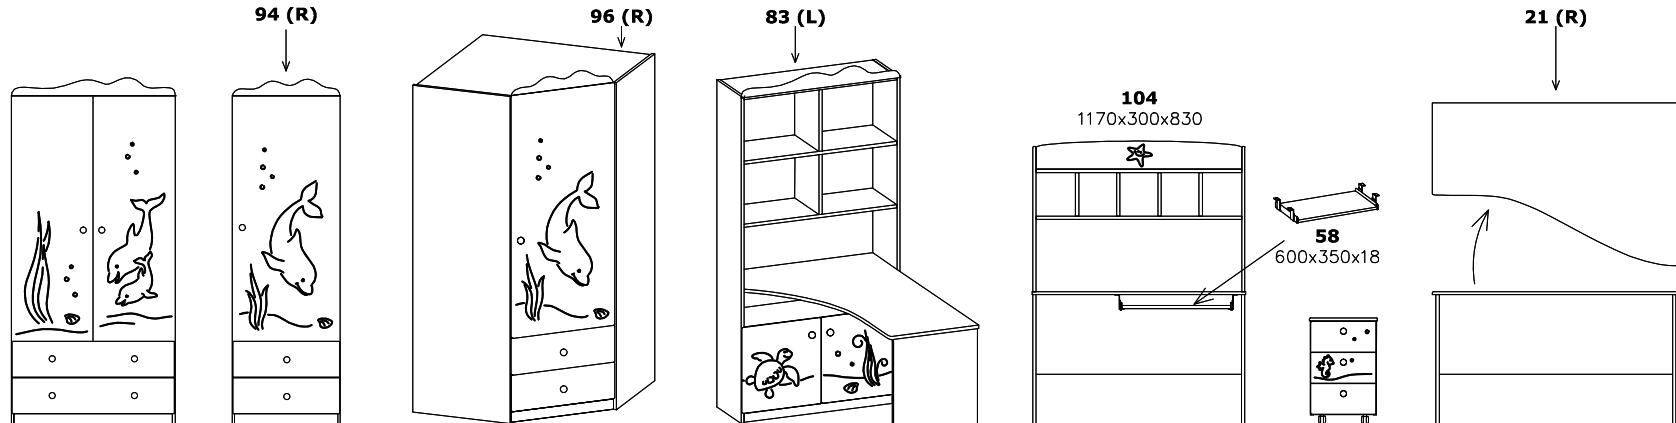 94 (R)
96 (R)
83 (L)
21 (R)
104
1170x300x830
58
600x350x18